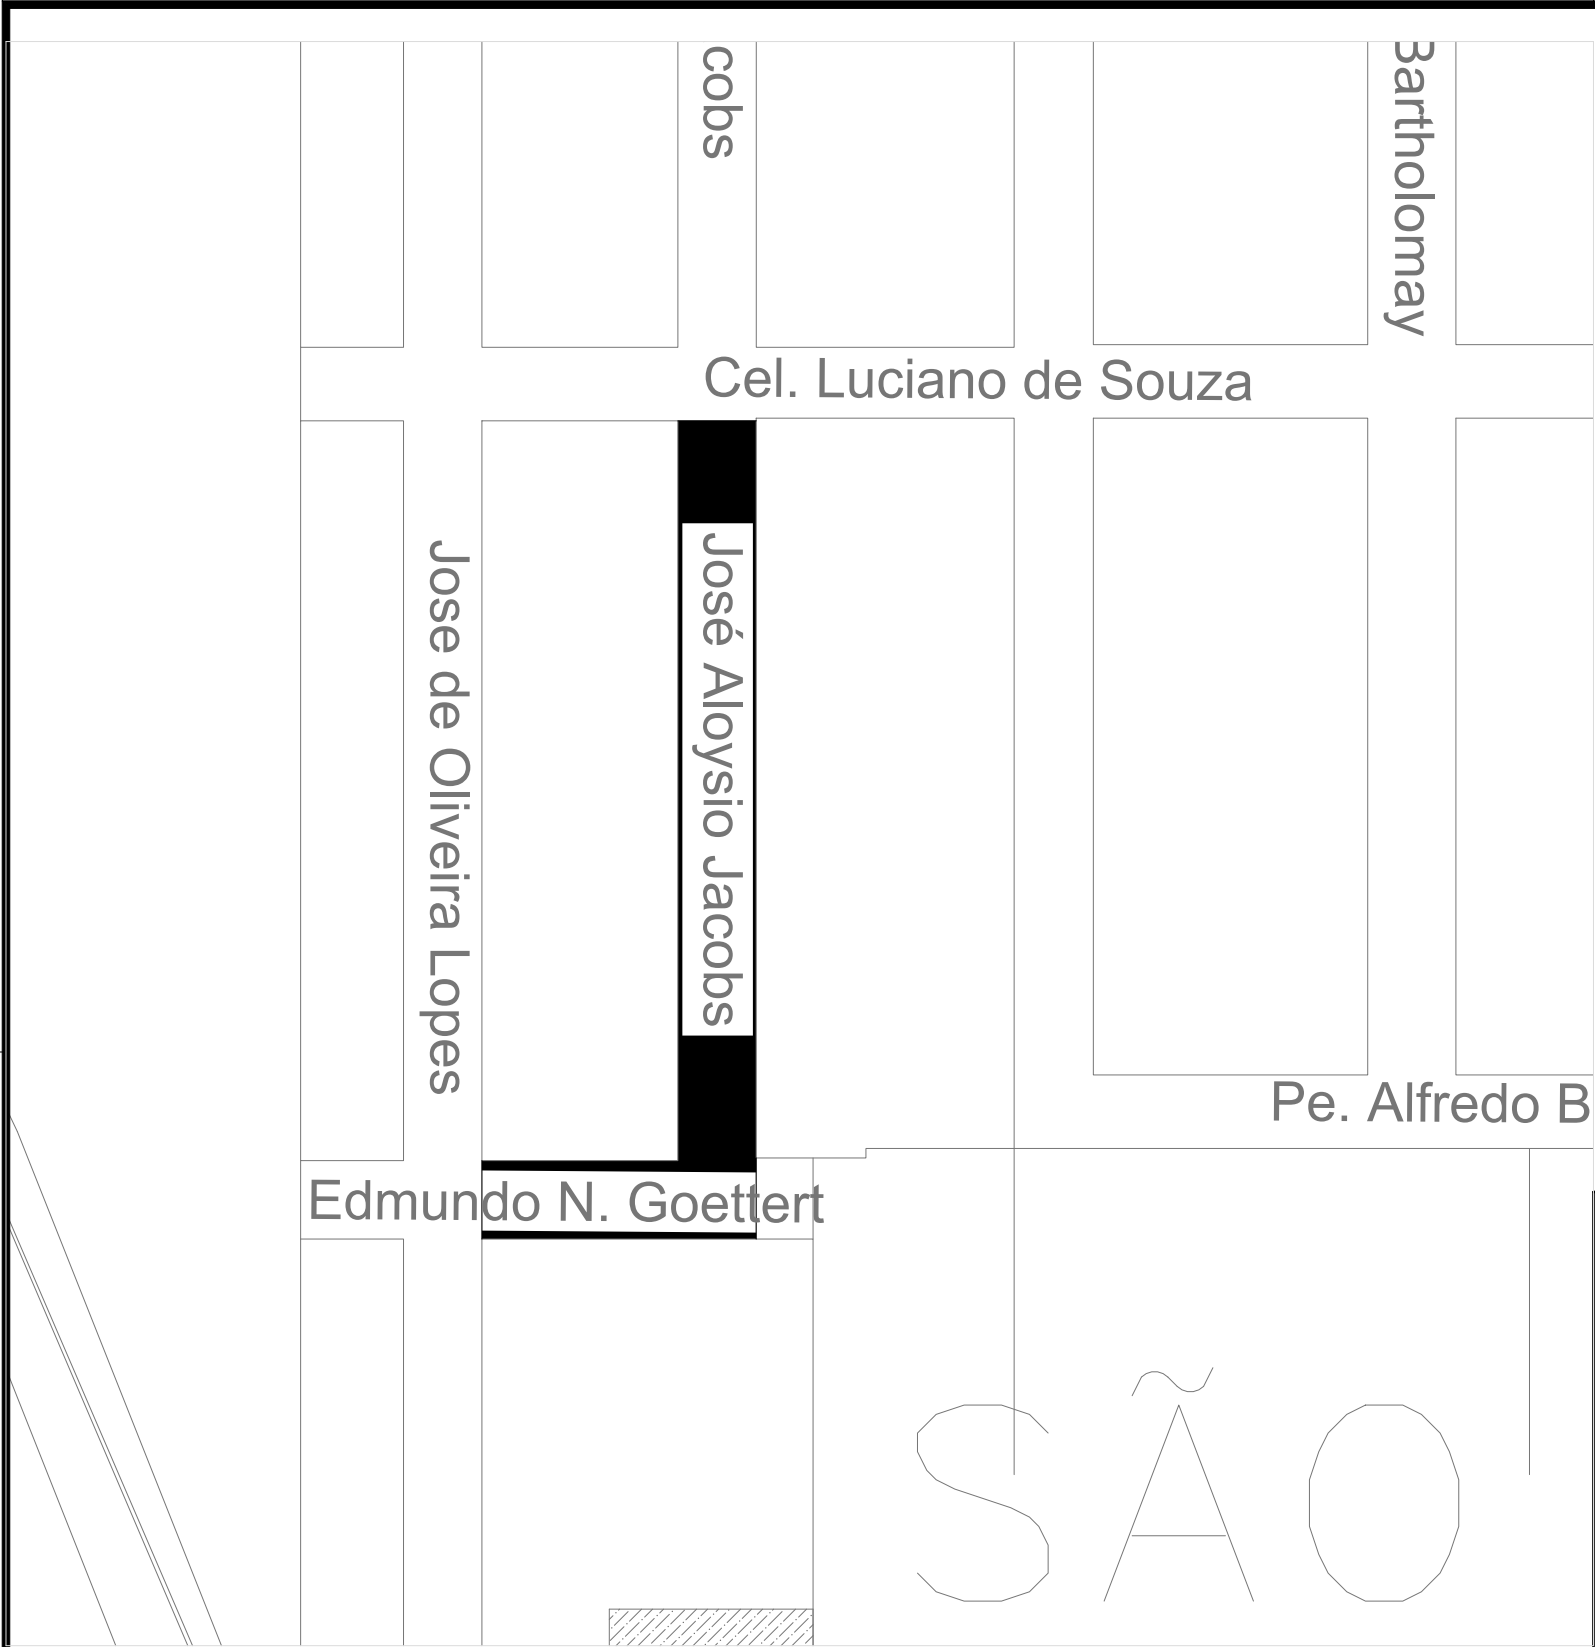 cobs
Bartholomay
Cel. Luciano de Souza
José Aloysio Jacobs
Jose de Oliveira Lopes
Pe. Alfredo B
Edmundo N. Goettert
SÃO